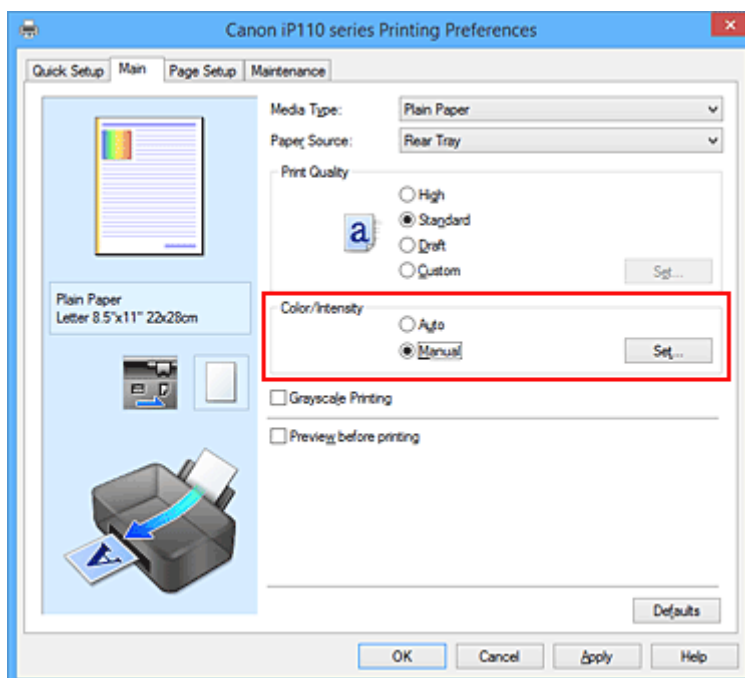 Canon iP110 series Printing Preferences
Quick Setup Main Page Setup Maintenance
Media Type: Plain Paper
Paper Source: Rear Tray
Print Quality
High
Standard
Draft
Custom Set...
a
Plain Paper
Letter 8.5"x11" 22x28cm
Color/Intensity
Auto
Manual Set...
Grayscale Printing
Preview before printing
A
Defaults
OK Cancel Apply Help